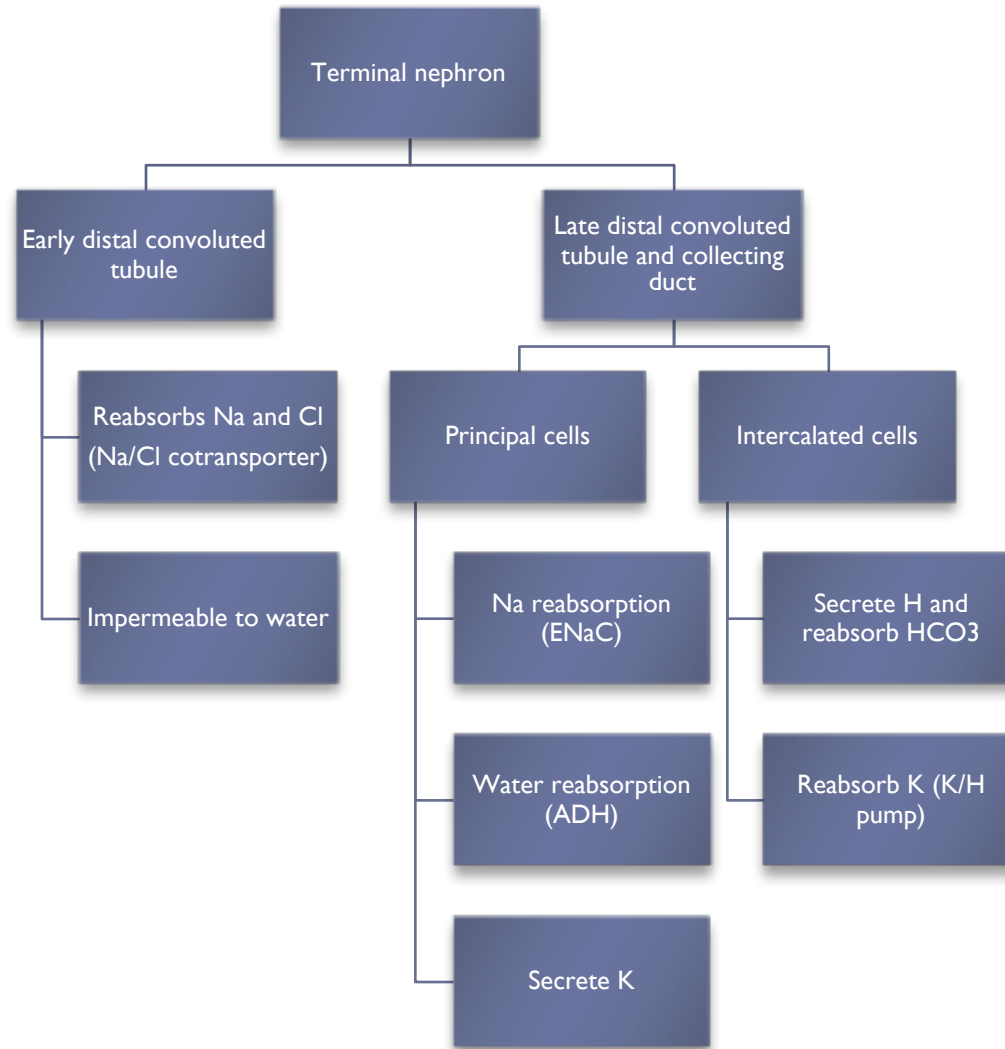 Terminal nephron
Early distal convoluted
tubule
Reabsorbs Na and Cl
(Na/Cl cotransporter)
Impermeable to water
Late distal convoluted
tubule and collecting
duct
Principal cells
Na reabsorption
(ENaC)
Water reabsorption
(ADH)
Secrete K
Intercalated cells
Secrete H and
reabsorb HCO3
Reabsorb K (K/H
pump)